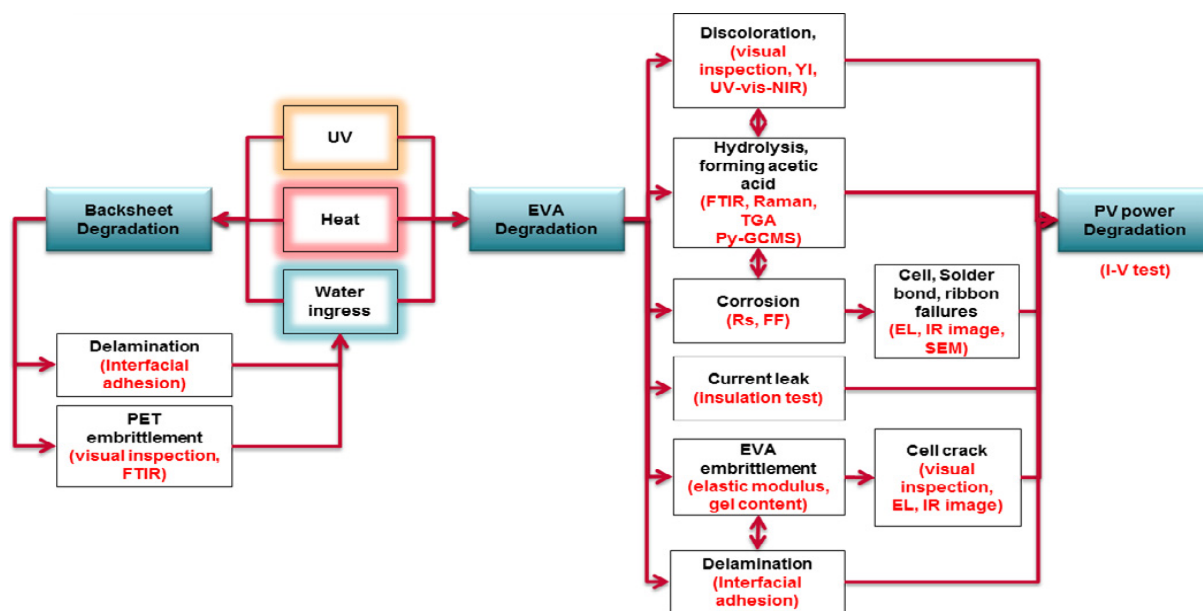 Discoloration,
(visual
inspection, YI,
UV-vis-NIR)
UV
Hydrolysis,
forming acetic
acid
(FTIR, Raman,
TGA
Py-GCMS)
Backsheet
Degradation
Heat
EVA
Degradation
PV power
Degradation
(I-V test)
Water
ingress
Corrosion
(Rs, FF)
Cell, Solder
bond, ribbon
failures
(EL, IR image,
SEM)
Delamination
(Interfacial
adhesion)
Current leak
(insulation test)
PET
embrittlement
(visual inspection,
FTIR)
EVA
embrittlement
(elastic modulus,
gel content)
Cell crack
(visual
inspection,
EL, IR image)
Delamination
(Interfacial
adhesion)